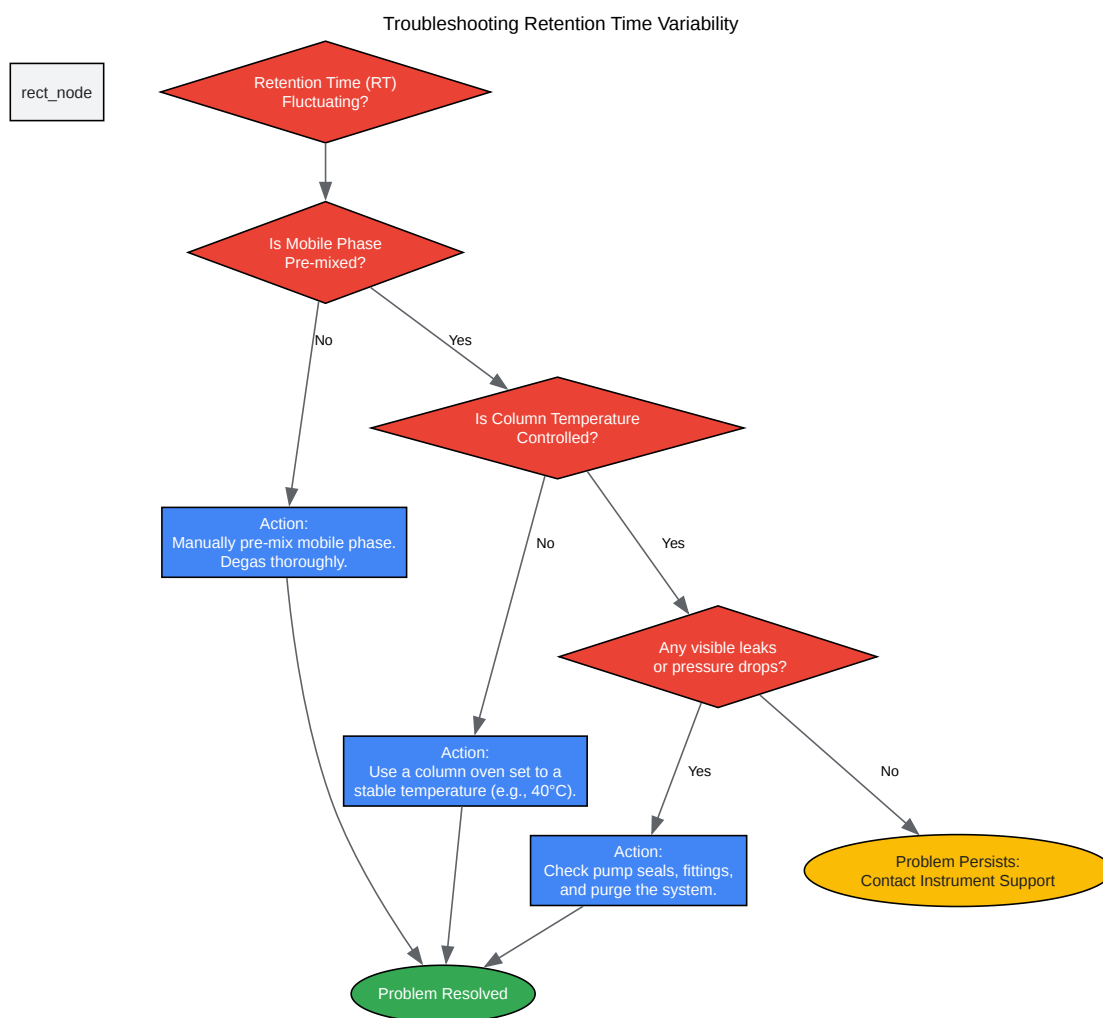 Troubleshooting Retention Time Variability
rect_node
Retention Time (RT)
Fluctuating?
Is Mobile Phase
Pre-mixed?
No
Yes
Is Column Temperature
Controlled?
Action:
Manually pre-mix mobile phase.
Degas thoroughly.
No
Yes
Any visible leaks
or pressure drops?
Action:
Use a column oven set to a
stable temperature (e.g., 40°C).
Yes
No
Action:
Check pump seals, fittings,
and purge the system.
Problem Persists:
Contact Instrument Support
Problem Resolved